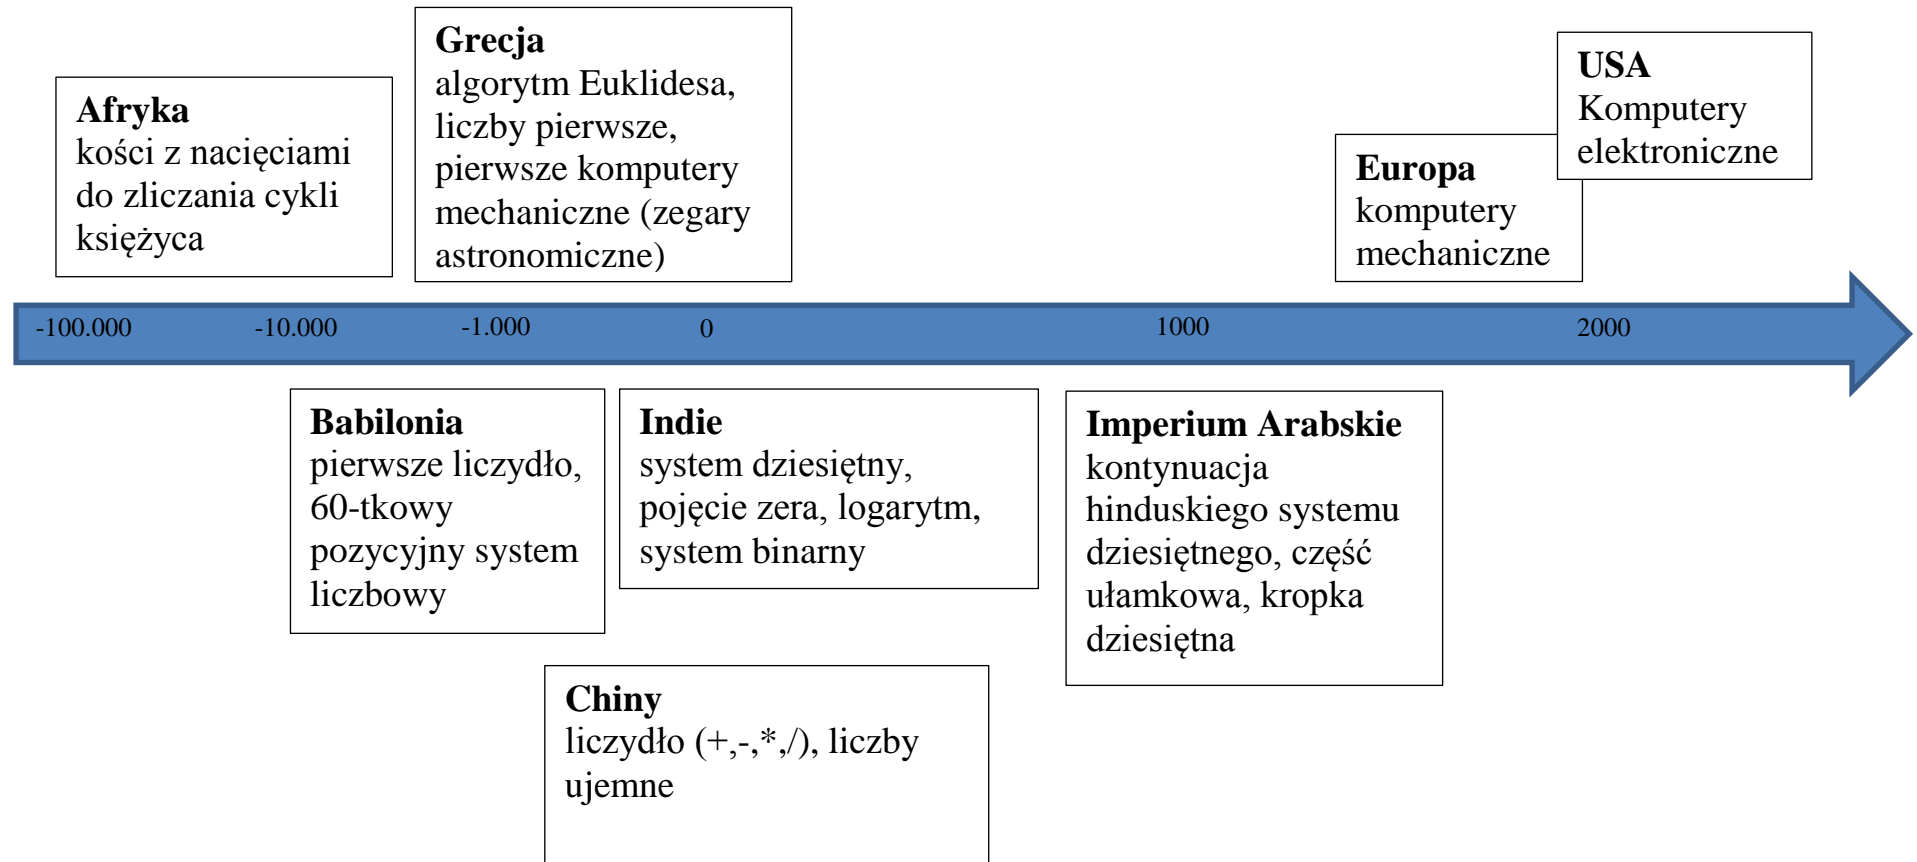 Afryka
kości z nacięciami
do zliczania cykli
księżyca
Grecja
algorytm Euklidesa,
liczby pierwsze,
pierwsze komputery
mechaniczne (zegary
astronomiczne)
Europa
komputery
mechaniczne
USA
Komputery
elektroniczne
-100.000 -10.000 -1.000 0 1000 2000
Babilonia
pierwsze liczydło,
60-tkowy
pozycyjny system
liczbowy
Indie
system dziesiętny,
pojęcie zera, logarytm,
system binarny
Imperium Arabskie
kontynuacja
hinduskiego systemu
dziesiętnego, część
ułamkowa, kropka
dziesiętna
Chiny
liczydło (+,-,*,/), liczby
ujemne